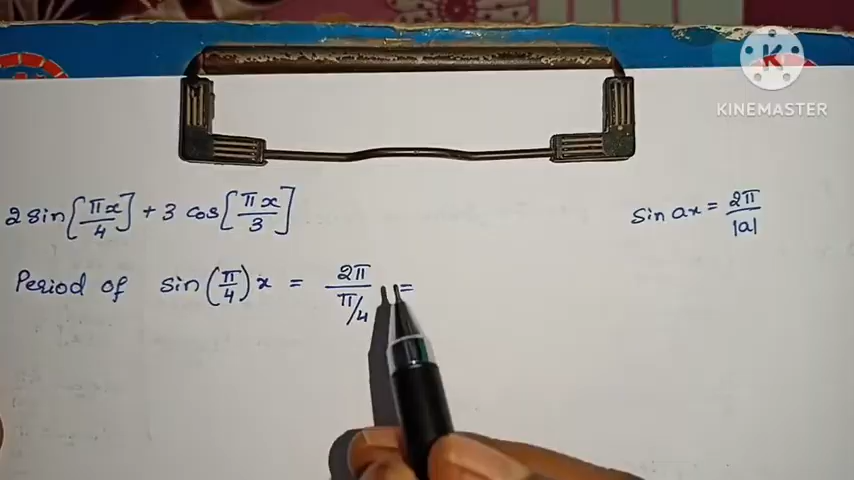 KINEMASTER
2 sin[πx/4] + 3 cos[πx/3]
sin ax = 2π/|a|
Period of sin(π/4)x = 2π/π/4 =